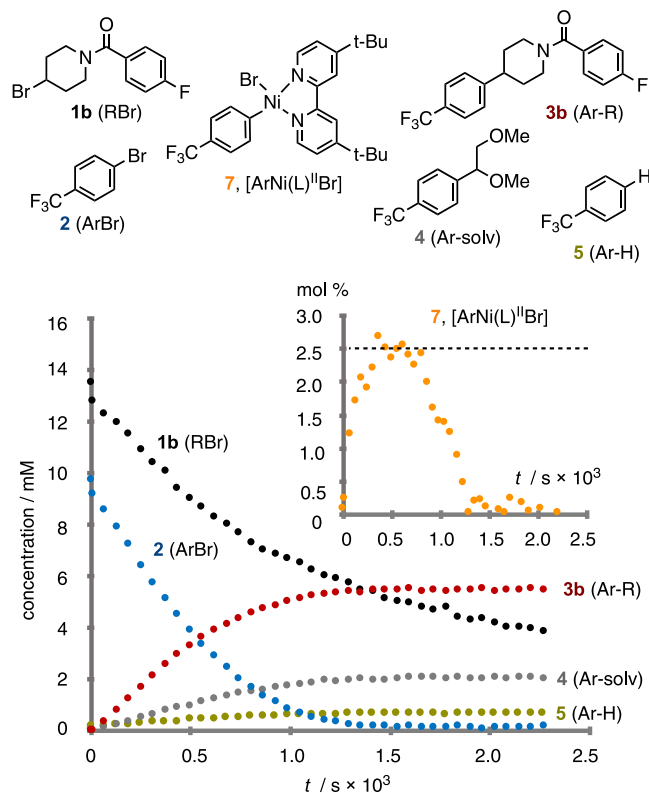 O
N
F
Br
1b (RBr)
Br
F₃C
2 (ArBr)
t-Bu
Br
N
Ni
N
F₃C
t-Bu
7, [ArNi(L)ᴵᴵBr]
O
N
F
F₃C
3b (Ar-R)
OMe
OMe
F₃C
4 (Ar-solv)
H
F₃C
5 (Ar-H)
mol %
7, [ArNi(L)ᴵᴵBr]
3.0
2.5
2.0
1.5
1.0
0.5
0
0 0.5 1.0 1.5 2.0 2.5
t / s × 10³
concentration / mM
16
14
12
10
8
6
4
2
0
1b (RBr)
2 (ArBr)
3b (Ar-R)
4 (Ar-solv)
5 (Ar-H)
0 0.5 1.0 1.5 2.0 2.5
t / s × 10³